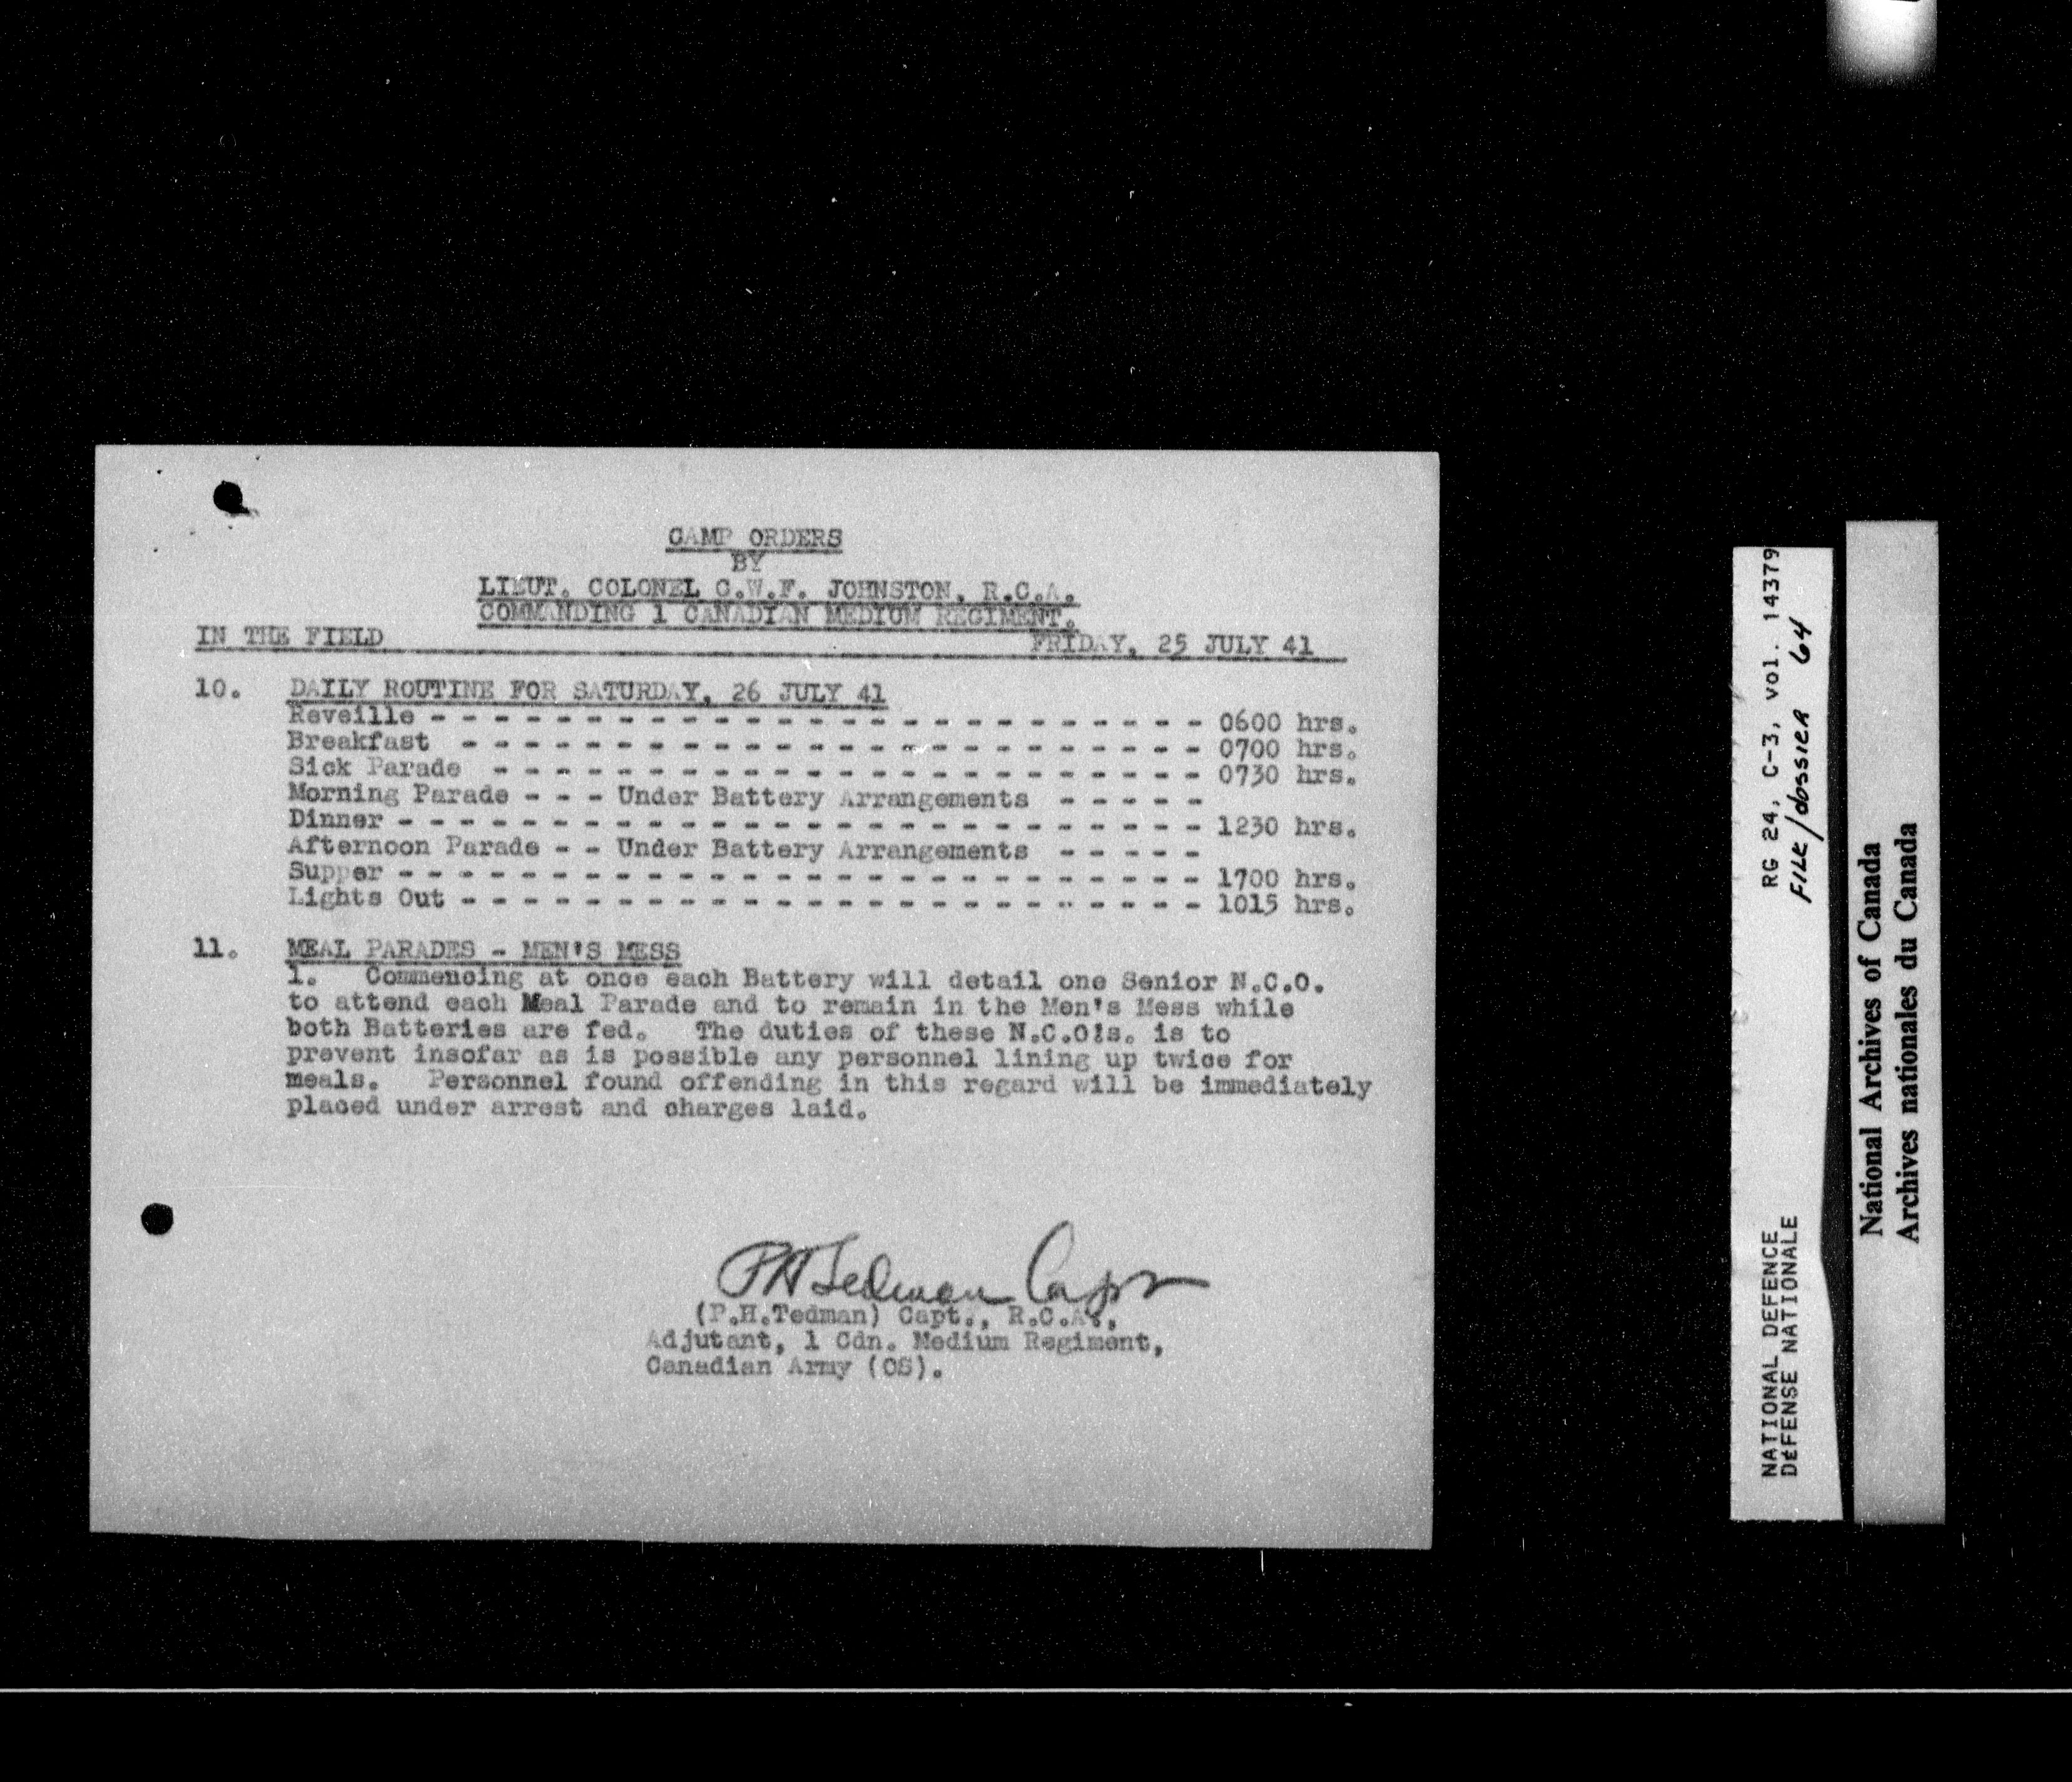 CAMP ORDERS
BY
LIEUT. COLONEL C.W.F. JOHNSTON, R.C.A.
COMMANDING 1 CANADIAN MEDIUM REGIMENT.
IN THE FIELD FRIDAY, 25 JULY 41
10. DAILY ROUTINE FOR SATURDAY, 26 JULY 41
Reveille - - - - - - - - - - - - - - - - - - - - - - - - - 0600 hrs.
Breakfast - - - - - - - - - - - - - - - - - - - - - - - - 0700 hrs.
Sick Parade - - - - - - - - - - - - - - - - - - - - - - - 0730 hrs.
Morning Parade - - - Under Battery Arrangements - - - - -
Dinner - - - - - - - - - - - - - - - - - - - - - - - - - - 1230 hrs.
Afternoon Parade - - Under Battery Arrangements - - - - -
Supper - - - - - - - - - - - - - - - - - - - - - - - - - - 1700 hrs.
Lights Out - - - - - - - - - - - - - - - - - - - - - - - - 1015 hrs.
11. MEAL PARADES - MEN'S MESS
1. Commencing at once each Battery will detail one Senior N.C.O.
to attend each Meal Parade and to remain in the Men's Mess while
both Batteries are fed. The duties of these N.C.O!s. is to
prevent insofar as is possible any personnel lining up twice for
meals. Personnel found offending in this regard will be immediately
placed under arrest and charges laid.
PH Tedman Capt
(P.H.Tedman) Capt., R.C.A.,
Adjutant, 1 Cdn. Medium Regiment,
Canadian Army (OS).
NATIONAL DEFENCE RG 24, C-3, vol. 14379
DéFENSE NATIONALE FILE/dossier 64
National Archives of Canada
Archives nationales du Canada